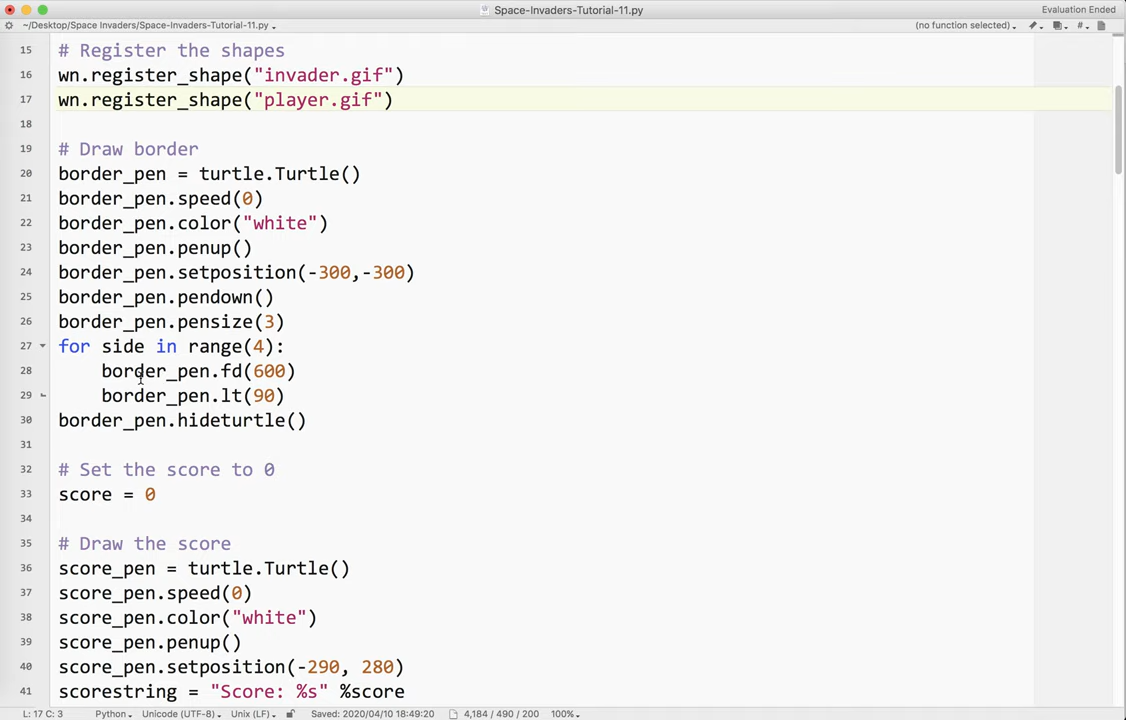 Space-Invaders-Tutorial-11.py
Evaluation Ended
~/Desktop/Space Invaders/Space-Invaders-Tutorial-11.py
(no function selected)
#
15 # Register the shapes
16 wn.register_shape("invader.gif")
17 wn.register_shape("player.gif")
18
19 # Draw border
20 border_pen = turtle.Turtle()
21 border_pen.speed(0)
22 border_pen.color("white")
23 border_pen.penup()
24 border_pen.setposition(-300,-300)
25 border_pen.pendown()
26 border_pen.pensize(3)
27 for side in range(4):
28     border_pen.fd(600)
29     border_pen.lt(90)
30 border_pen.hideturtle()
31
32 # Set the score to 0
33 score = 0
34
35 # Draw the score
36 score_pen = turtle.Turtle()
37 score_pen.speed(0)
38 score_pen.color("white")
39 score_pen.penup()
40 score_pen.setposition(-290, 280)
41 scorestring = "Score: %s" %score
L: 17 C: 3 Python Unicode (UTF-8) Unix (LF) Saved: 2020/04/10 18:49:20 4,184 / 490 / 200 100%